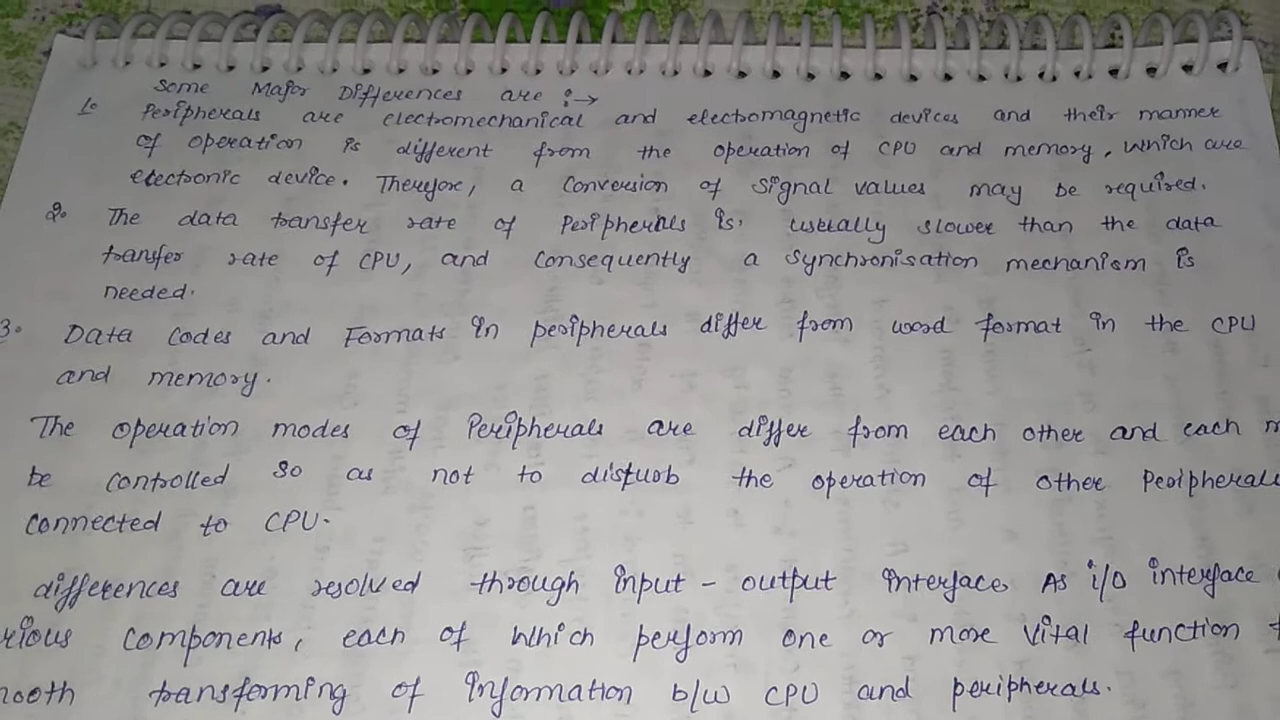 Some Major Differences are :→
1. Peripherals are electromechanical and electromagnetic devices and their manner
of operation is different from the operation of CPU and memory, which are
electronic device. Therefore, a conversion of signal values may be required.
2. The data transfer rate of Peripherals is, usually slower than the data
transfer rate of CPU, and consequently a synchronisation mechanism is
needed.
3. Data Codes and Formats in peripherals differ from word format in the CPU
and memory.
The operation modes of Peripherals are differ from each other and each
be controlled so as not to disturb the operation of other Peripherals
connected to CPU.
differences are resolved through input - output interface. As i/o interface
rious components, each of which perform one or more vital function
nooth transforming of information b/w CPU and peripherals.